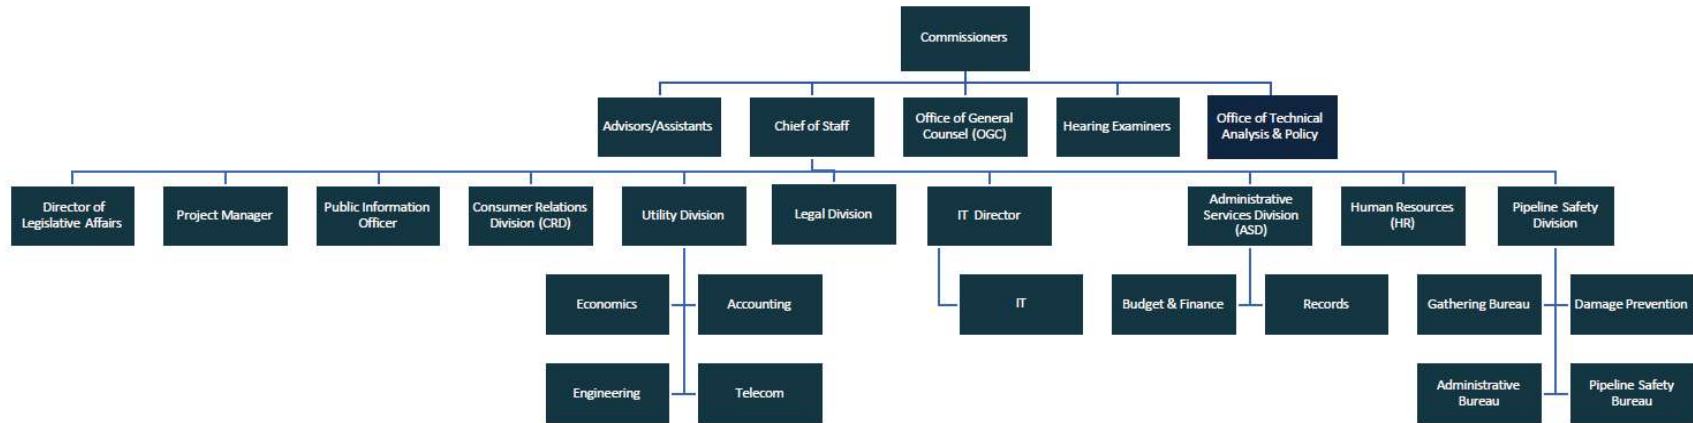 Commissioners
Advisors/Assistants
Chief of Staff
Office of General
Counsel (OGC)
Hearing Examiners
Office of Technical
Analysis & Policy
Director of
Legislative Affairs
Project Manager
Public Information
Officer
Consumer Relations
Division (CRD)
Utility Division
Legal Division
IT Director
Administrative
Services Division
(ASD)
Human Resources
(HR)
Pipeline Safety
Division
Economics
Accounting
IT
Budget & Finance
Records
Gathering Bureau
Damage Prevention
Engineering
Telecom
Administrative
Bureau
Pipeline Safety
Bureau